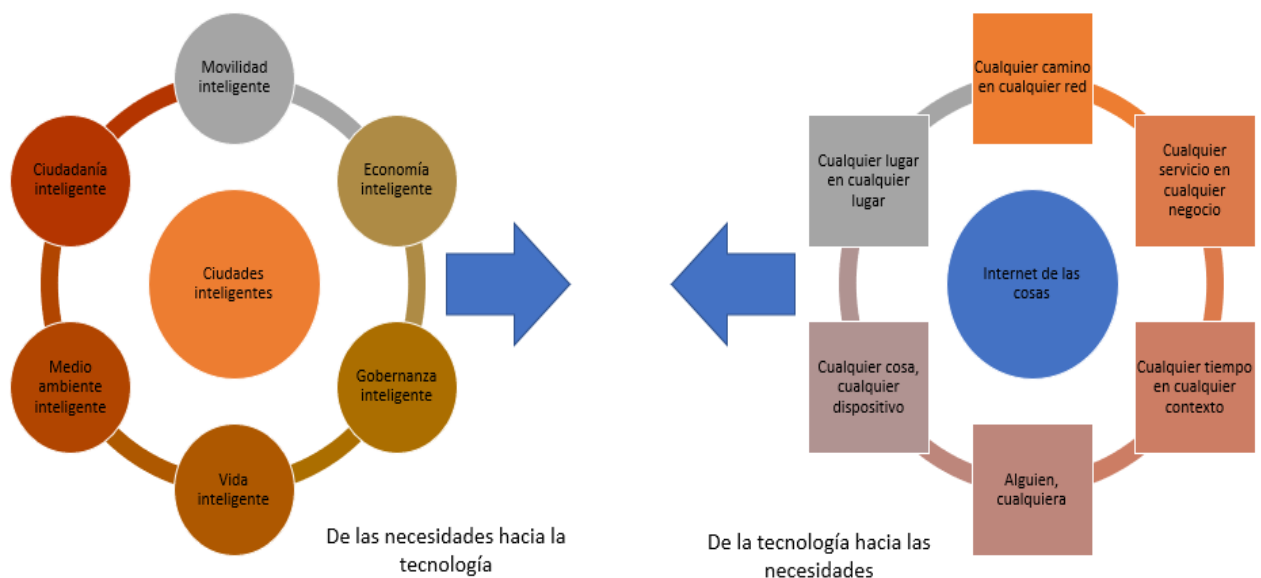 Movilidad
inteligente
Economía
inteligente
Gobernanza
inteligente
Vida
inteligente
Medio
ambiente
inteligente
Ciudadanía
inteligente
Ciudades
inteligentes
De las necesidades hacia la
tecnología
Cualquier camino
en cualquier red
Cualquier
servicio en
cualquier
negocio
Cualquier tiempo
en cualquier
contexto
Alguien,
cualquiera
Cualquier cosa,
cualquier
dispositivo
Cualquier lugar
en cualquier
lugar
Internet de las
cosas
De la tecnología hacia las
necesidades